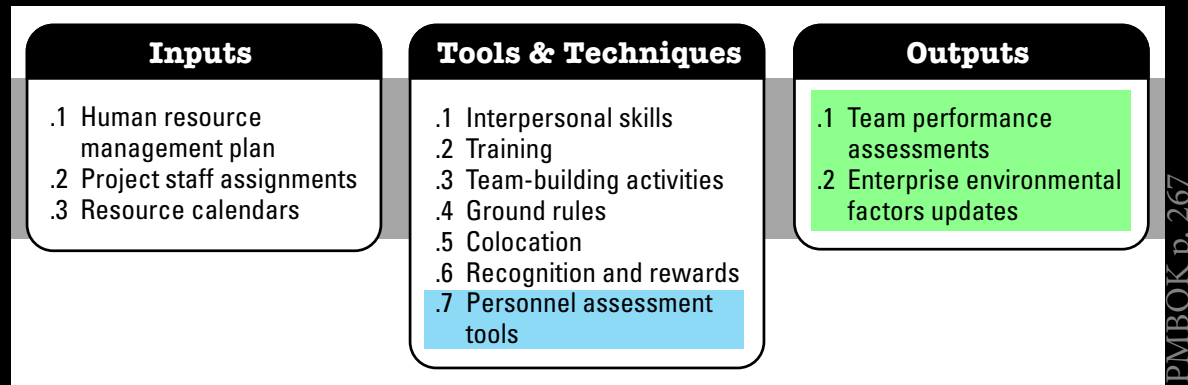 Inputs
.1 Human resource
management plan
.2 Project staff assignments
.3 Resource calendars
Tools & Techniques
.1 Interpersonal skills
.2 Training
.3 Team-building activities
.4 Ground rules
.5 Colocation
.6 Recognition and rewards
.7 Personnel assessment
tools
Outputs
.1 Team performance
assessments
.2 Enterprise environmental
factors updates
PMBOK p. 267